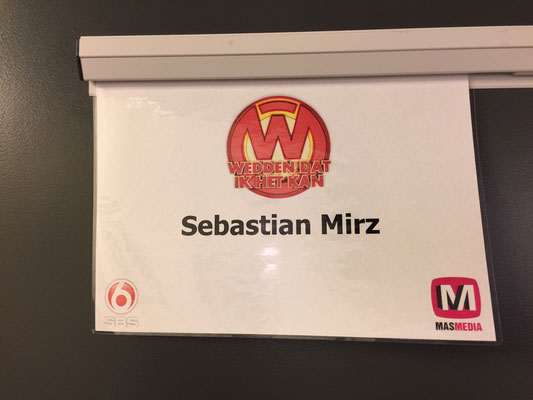 W
WEDDEN DAT
IK HET KAN
Sebastian Mirz
6
SBS
M
MASMEDIA